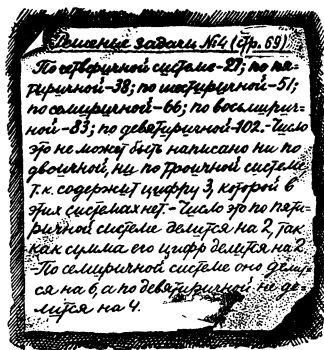 Решение задачи №4 (стр. 69)
По четверичной системе-27; по пя-
тиричной-38; по шестиричной-51;
по семиричной-66; по восьмирич-
ной-83; по девятиричной-102.-Число
это не может быть написано ни по
двоичной, ни по троичной системе,
т.к. содержит цифру 3, которой в
этих системах нет.-Число это по пяти-
ричной системе делится на 2, так
как сумма его цифр делится на 2
-По семиричной системе оно делит-
ся на 6, а по девятиричной не де-
лится на 4.